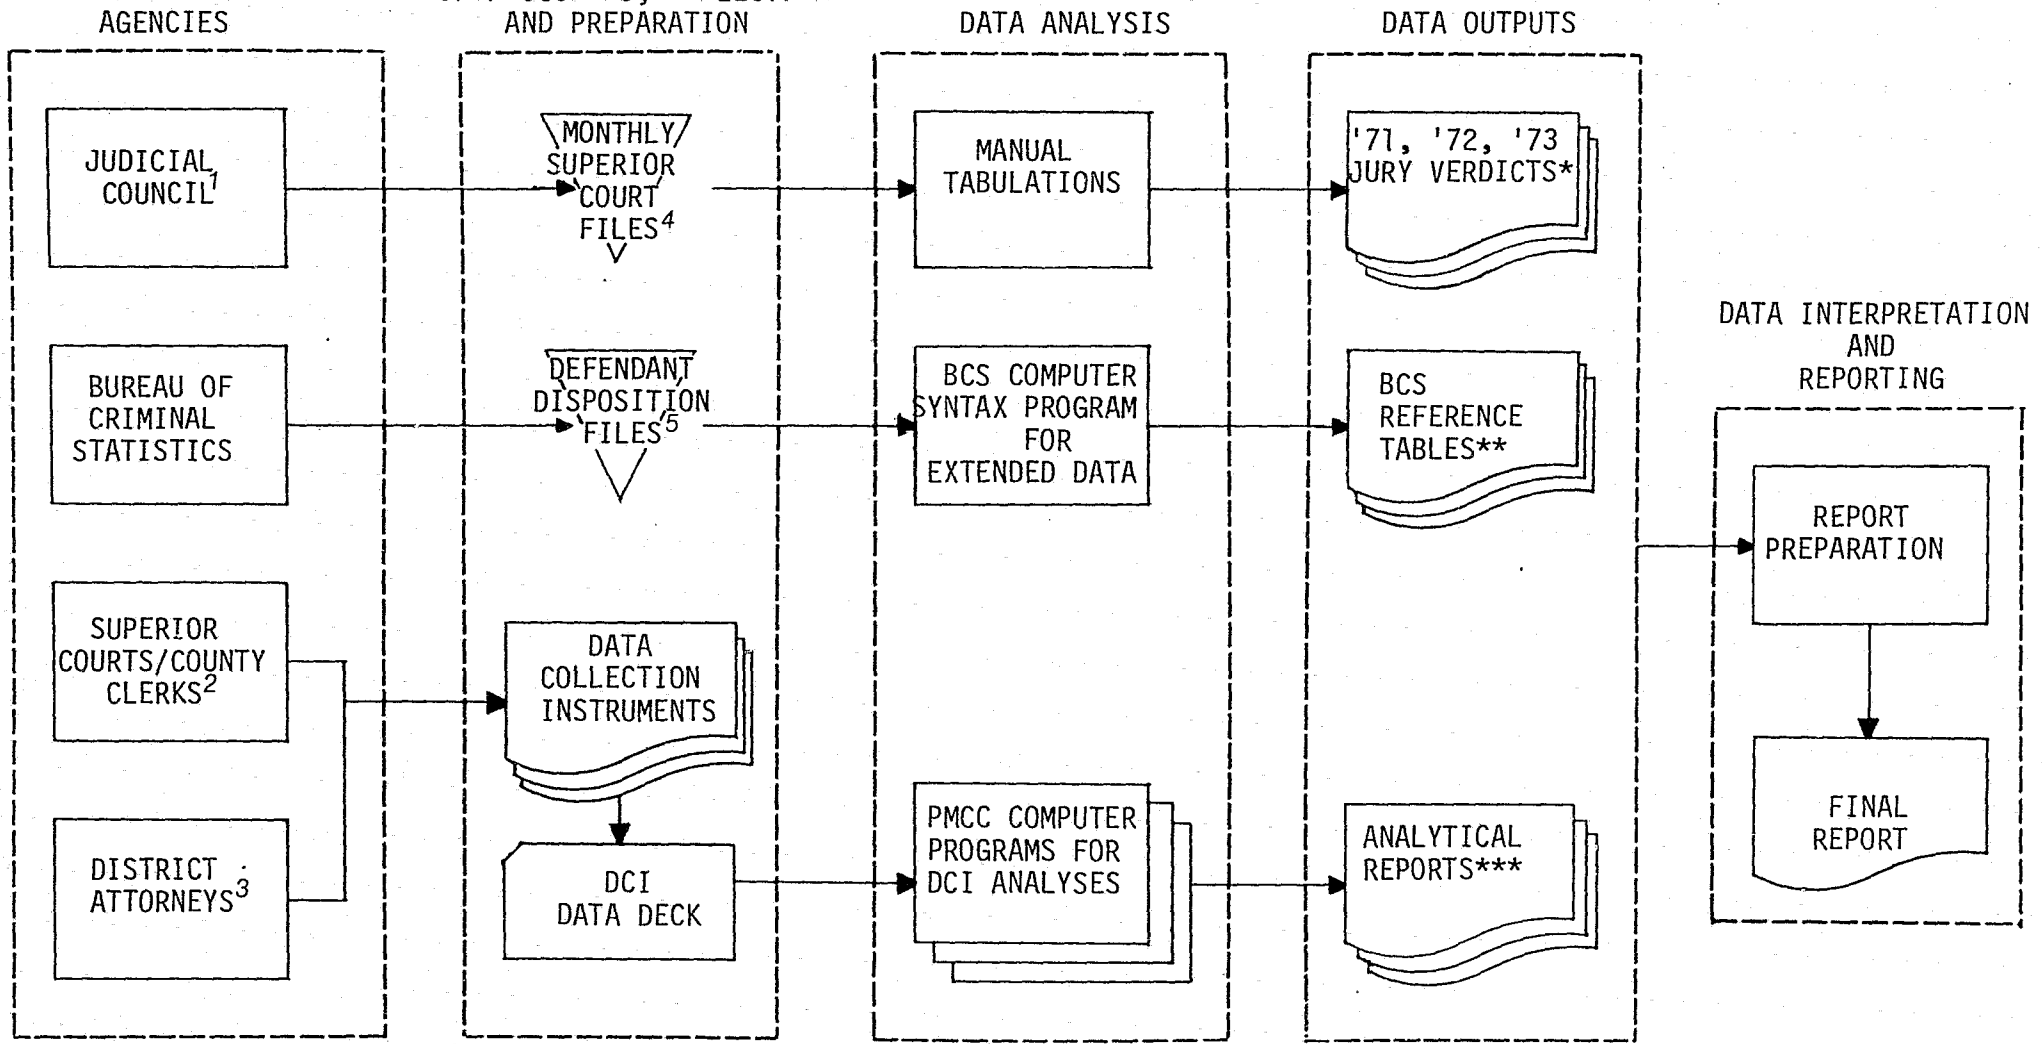 AGENCIES
AND PREPARATION
DATA ANALYSIS
DATA OUTPUTS
JUDICIAL
COUNCIL1
MONTHLY
SUPERIOR
COURT
FILES4
MANUAL
TABULATIONS
'71, '72, '73
JURY VERDICTS*
BUREAU OF
CRIMINAL
STATISTICS
DEFENDANT
DISPOSITION
FILES5
BCS COMPUTER
SYNTAX PROGRAM
FOR
EXTENDED DATA
BCS
REFERENCE
TABLES**
SUPERIOR
COURTS/COUNTY
CLERKS2
DISTRICT
ATTORNEYS3
DATA
COLLECTION
INSTRUMENTS
DCI
DATA DECK
PMCC COMPUTER
PROGRAMS FOR
DCI ANALYSES
ANALYTICAL
REPORTS***
DATA INTERPRETATION
AND
REPORTING
REPORT
PREPARATION
FINAL
REPORT